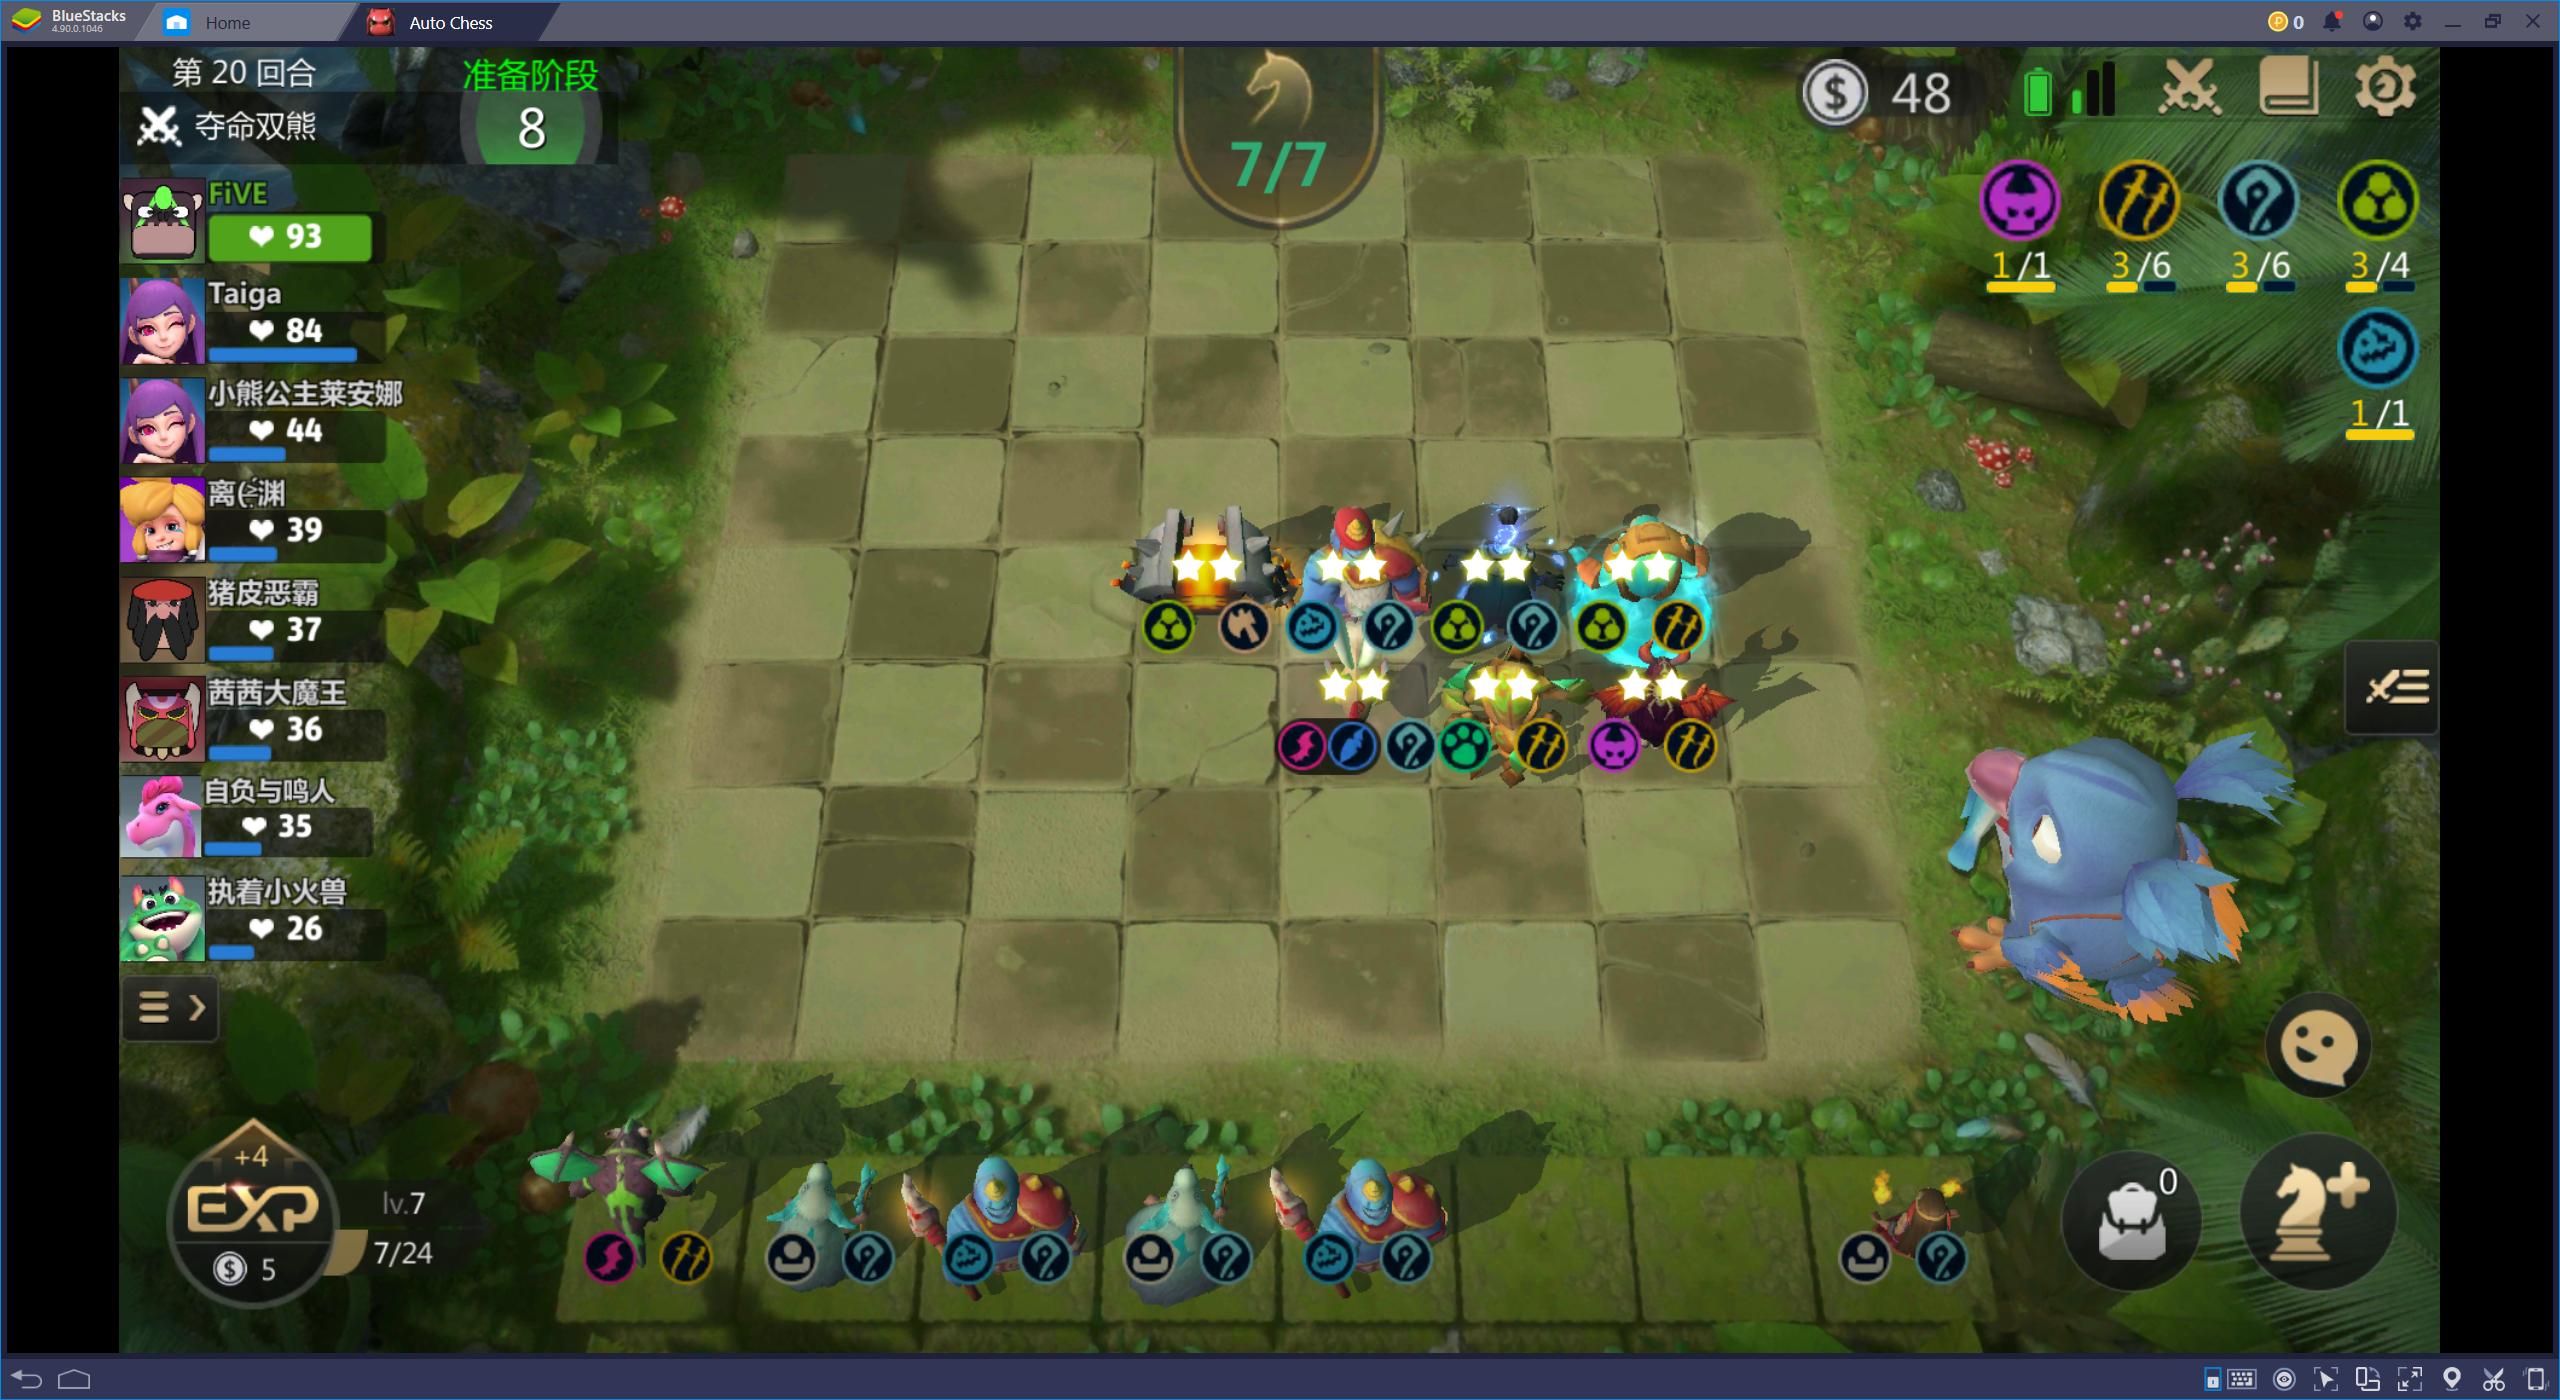 BlueStacks
4.90.0.1046
Home
Auto Chess
0
第 20 回合
准备阶段
夺命双熊
8
7/7
48
FiVE
93
Taiga
84
小熊公主莱安娜
44
39
猪皮恶霸
37
茜茜大魔王
36
自负与鸣人
35
执着小火兽
26
1/1
3/6
3/6
3/4
1/1
+4
EXP
5
lv.7
7/24
0